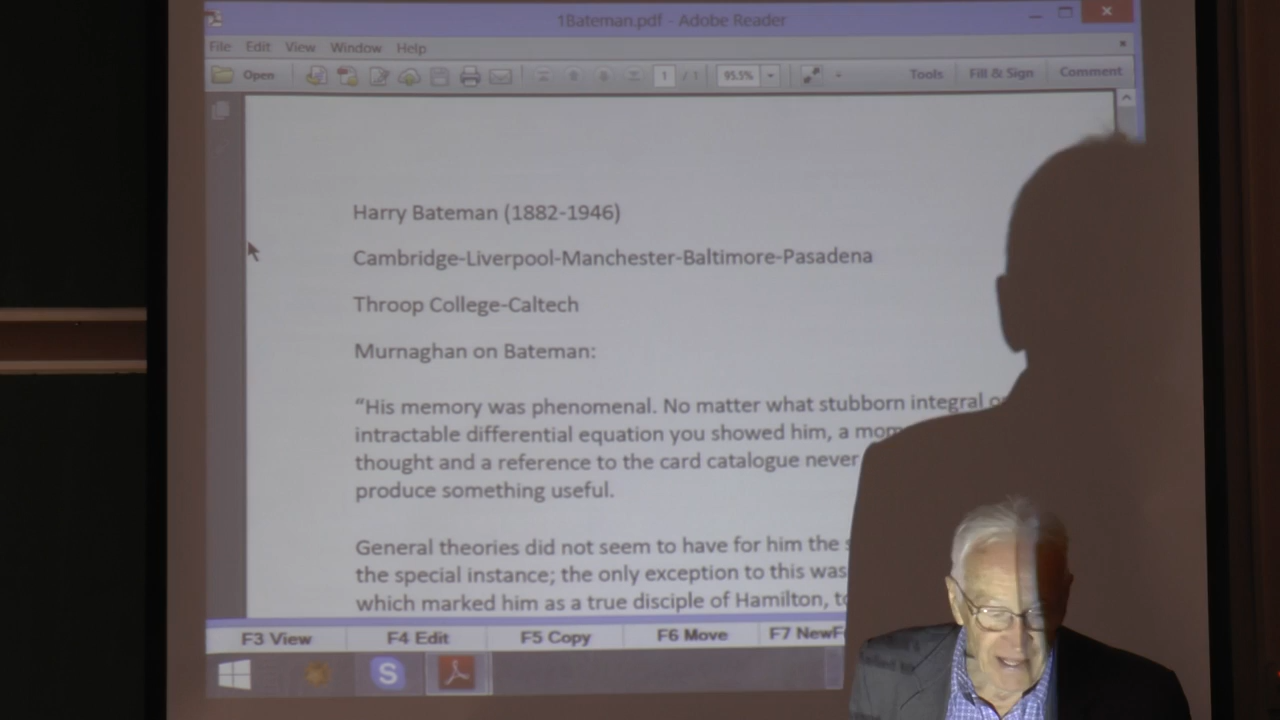 1Bateman.pdf - Adobe Reader
File Edit View Window Help
Open 1 / 1 95.5% Tools Fill & Sign Comment
Harry Bateman (1882-1946)
Cambridge-Liverpool-Manchester-Baltimore-Pasadena
Throop College-Caltech
Murnaghan on Bateman:
“His memory was phenomenal. No matter what stubborn integral
intractable differential equation you showed him, a
thought and a reference to the card catalogue never
produce something useful.
General theories did not seem to have for him the
the special instance; the only exception to this was
which marked him as a true disciple of Hamilton,
F3 View F4 Edit F5 Copy F6 Move F7 NewF
S